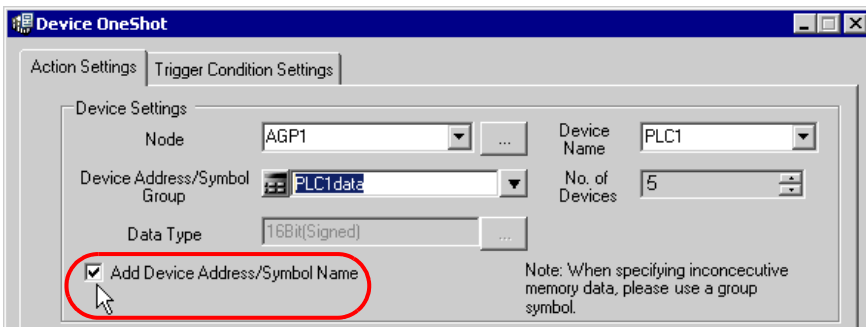 Device OneShot
Action Settings Trigger Condition Settings
Device Settings
Node AGP1 ... Device Name PLC1
Device Address/Symbol Group PLC1data No. of Devices 5
Data Type 16Bit(Signed) ...
Add Device Address/Symbol Name
Note: When specifying inconcecutive
memory data, please use a group
symbol.